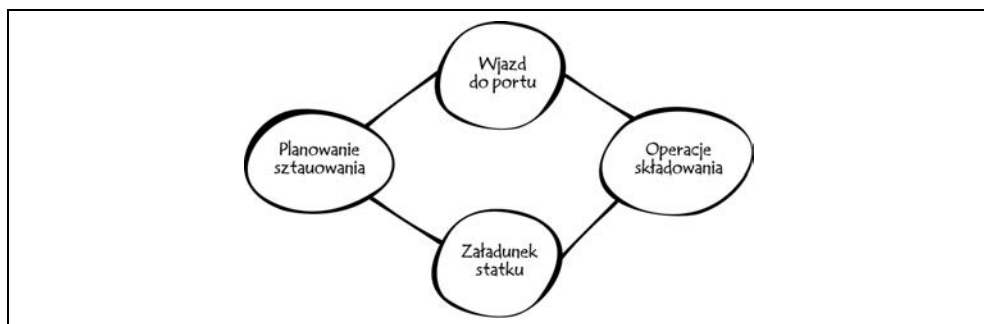 Wjazd
do portu
Planowanie
sztauowania
Operacje
składowania
Załadunek
statku